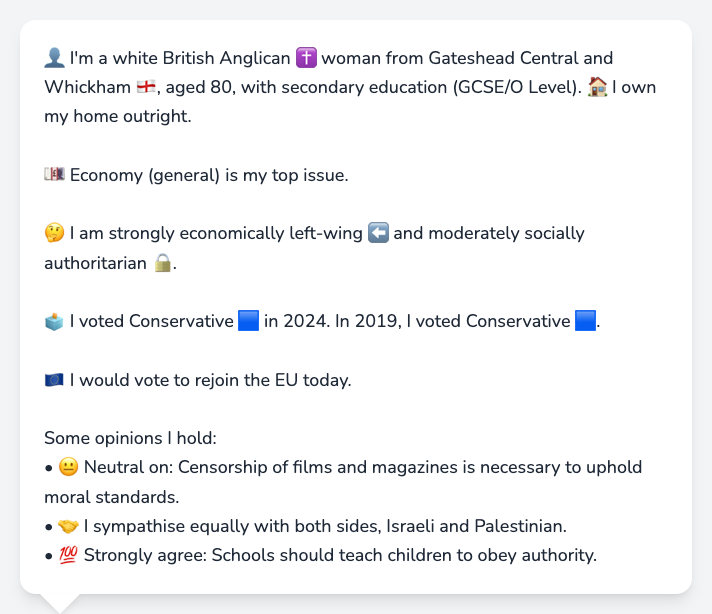 👤 I'm a white British Anglican ✝️ woman from Gateshead Central and
Whickham 🏴󠁧󠁢󠁥󠁮󠁧󠁿, aged 80, with secondary education (GCSE/O Level). 🏠 I own
my home outright.
💷 Economy (general) is my top issue.
🤔 I am strongly economically left-wing ⬅️ and moderately socially
authoritarian 🔒.
🗳️ I voted Conservative 🟦 in 2024. In 2019, I voted Conservative 🟦.
🇪🇺 I would vote to rejoin the EU today.
Some opinions I hold:
• 😐 Neutral on: Censorship of films and magazines is necessary to uphold
moral standards.
• 🤝 I sympathise equally with both sides, Israeli and Palestinian.
• 💯 Strongly agree: Schools should teach children to obey authority.